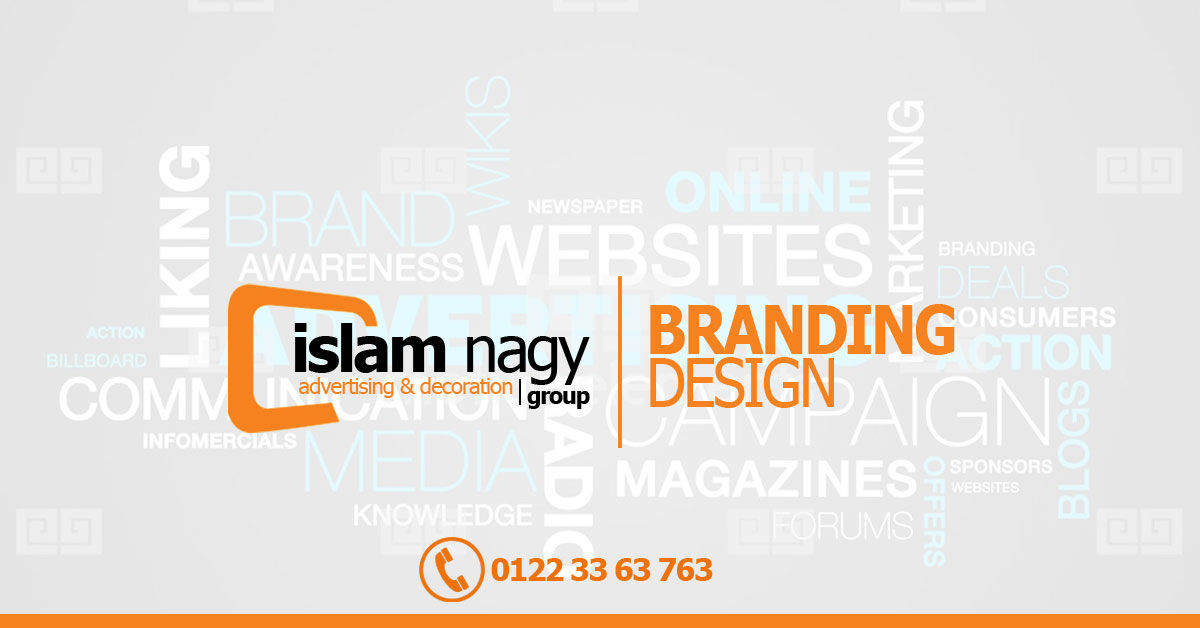 WIKIS
LIKING
MARKETING
BRAND
NEWSPAPER
ONLINE
AWARENESS
WEBSITES
BRANDING
DEALS
ADVERTISING
CONSUMERS
ACTION
BILLBOARD
ACTION
islam nagy
advertising & decoration | group
BRANDING
DESIGN
COMMUNICATION
CAMPAIGN
BLOGS
INFOMERCIALS
MEDIA
RADIO
MAGAZINES
OFFERS
SPONSORS
WEBSITES
KNOWLEDGE
FORUMS
0122 33 63 763